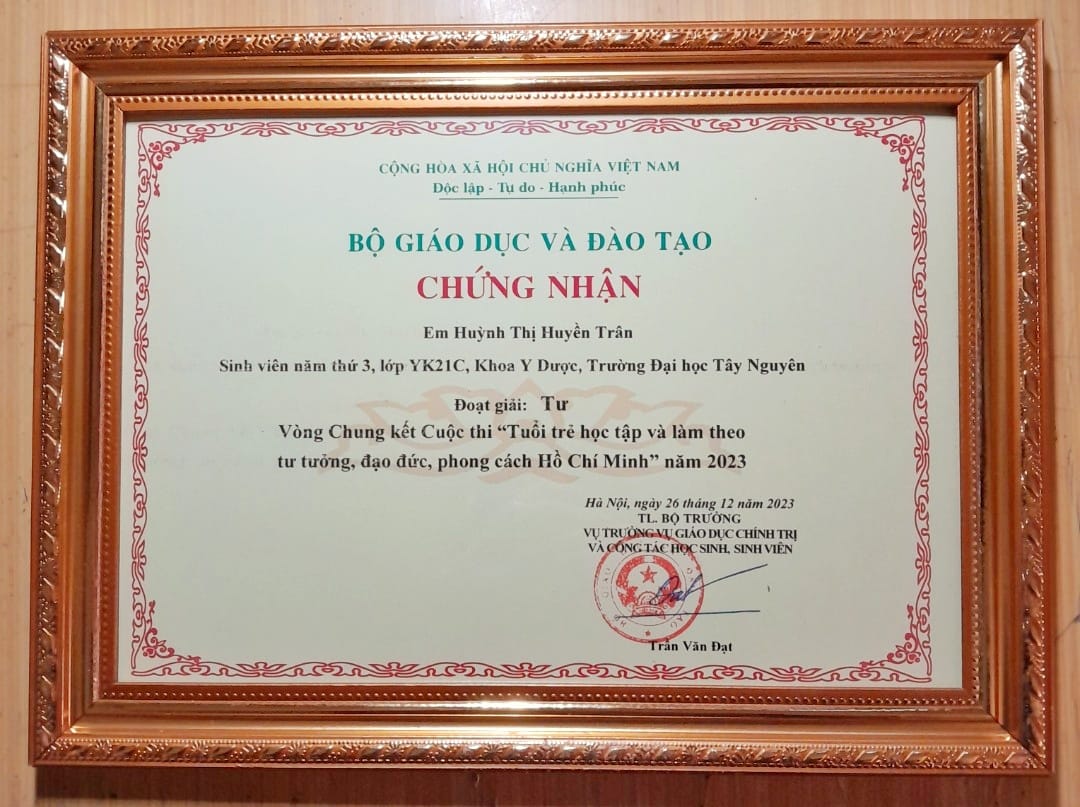 CỘNG HÒA XÃ HỘI CHỦ NGHĨA VIỆT NAM
Độc lập - Tự do - Hạnh phúc
BỘ GIÁO DỤC VÀ ĐÀO TẠO
CHỨNG NHẬN
Em Huỳnh Thị Huyền Trân
Sinh viên năm thứ 3, lớp YK21C, Khoa Y Dược, Trường Đại học Tây Nguyên
Đoạt giải: Tư
Vòng Chung kết Cuộc thi “Tuổi trẻ học tập và làm theo
tư tưởng, đạo đức, phong cách Hồ Chí Minh” năm 2023
Hà Nội, ngày 26 tháng 12 năm 2023
TL. BỘ TRƯỞNG
VỤ TRƯỞNG VỤ GIÁO DỤC CHÍNH TRỊ
VÀ CÔNG TÁC HỌC SINH, SINH VIÊN
Trần Văn Đạt